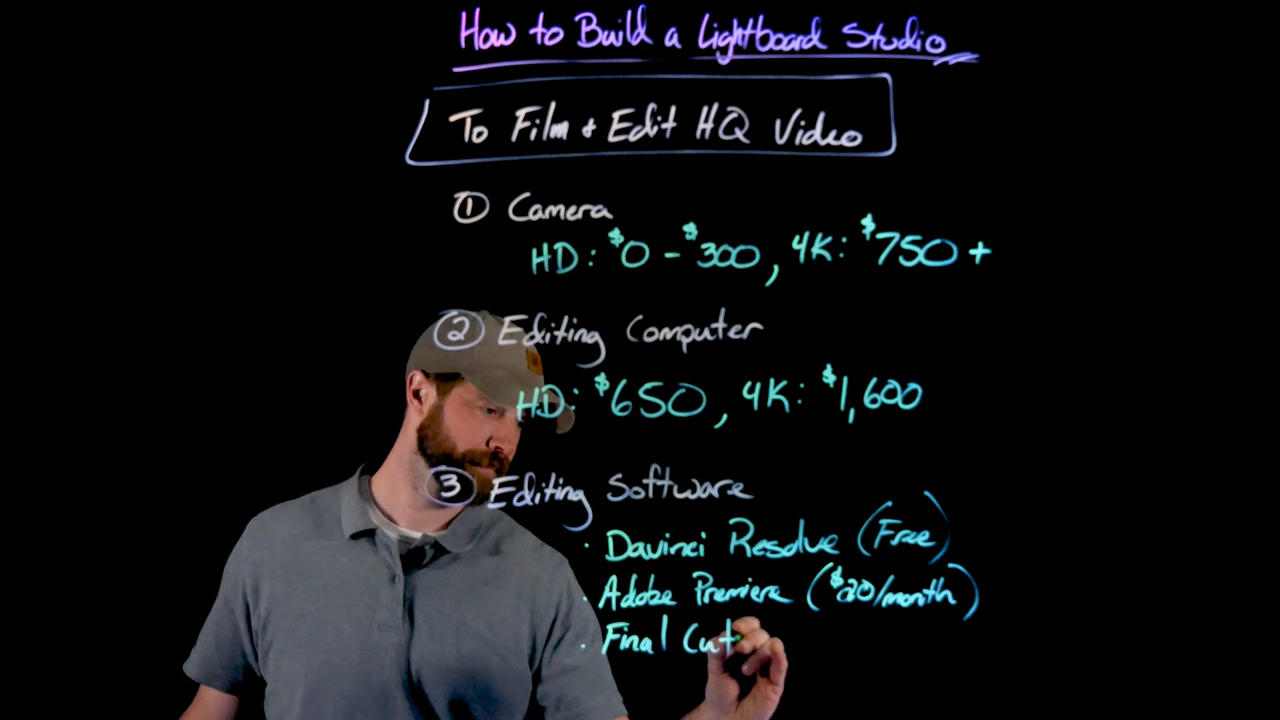 How to Build a Lightboard Studio
To Film + Edit HQ Video
① Camera
HD: $0 - $300, 4K: $750 +
② Editing Computer
HD: $650, 4K: $1,600
③ Editing Software
· Davinci Resolve (Free)
· Adobe Premiere ($20/month)
· Final Cut